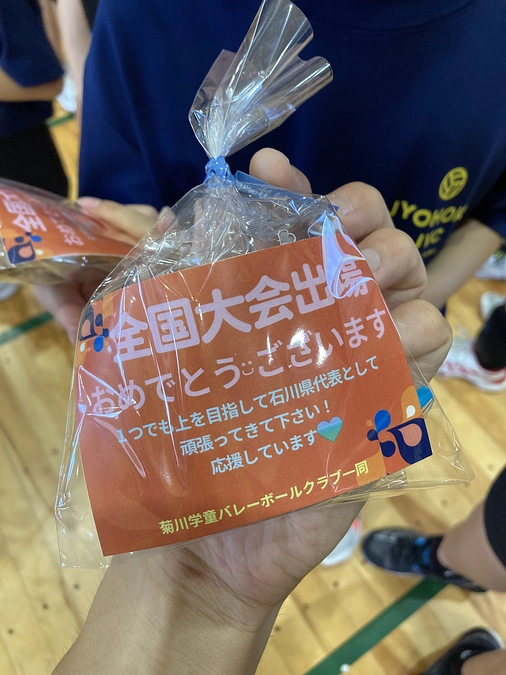 全国大会出場
おめでとう☺ございます
1つでも上を目指して石川県代表として
頑張ってきて下さい！
応援しています
菊川学童バレーボールクラブ一同